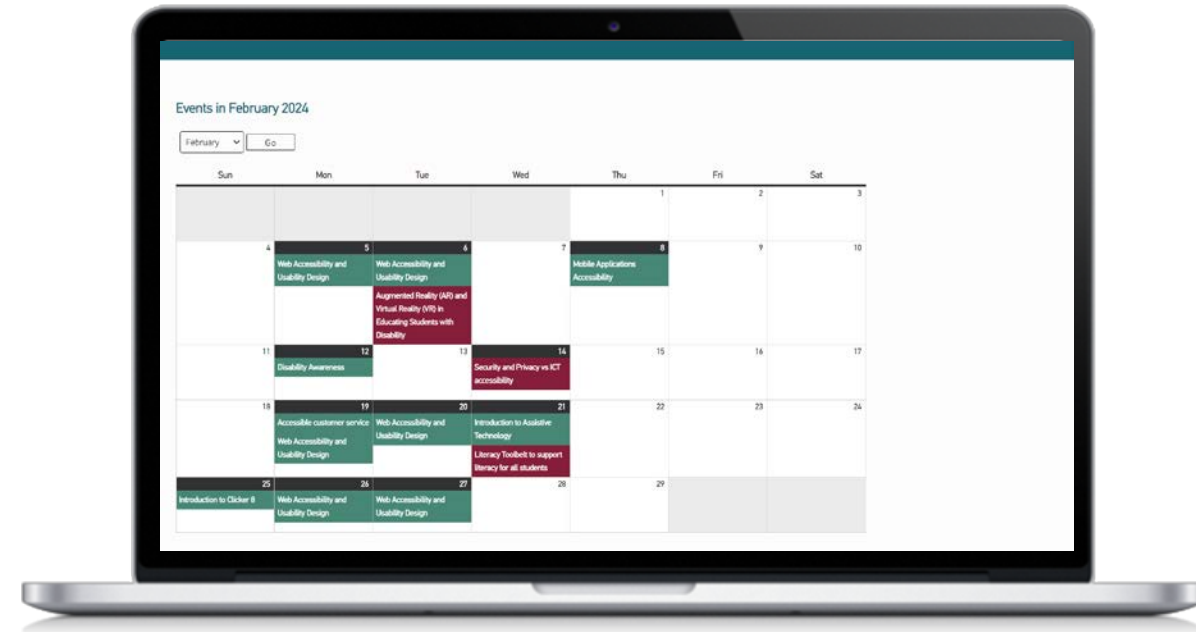 Events in February 2024
February
Go
Sun Mon Tue Wed Thu Fri Sat
1 2 3
4 5 6 7 8 9 10
Web Accessibility and
Usability Design
Web Accessibility and
Usability Design
Augmented Reality (AR) and
Virtual Reality (VR) in
Educating Students with
Disability
Mobile Applications
Accessibility
11 12 13 14 15 16 17
Disability Awareness
Security and Privacy vs ICT
accessibility
18 19 20 21 22 23 24
Accessible customer service
Web Accessibility and
Usability Design
Web Accessibility and
Usability Design
Introduction to Assistive
Technology
Literacy Toolbelt to support
literacy for all students
25 26 27 28 29
Introduction to Clicker 8
Web Accessibility and
Usability Design
Web Accessibility and
Usability Design